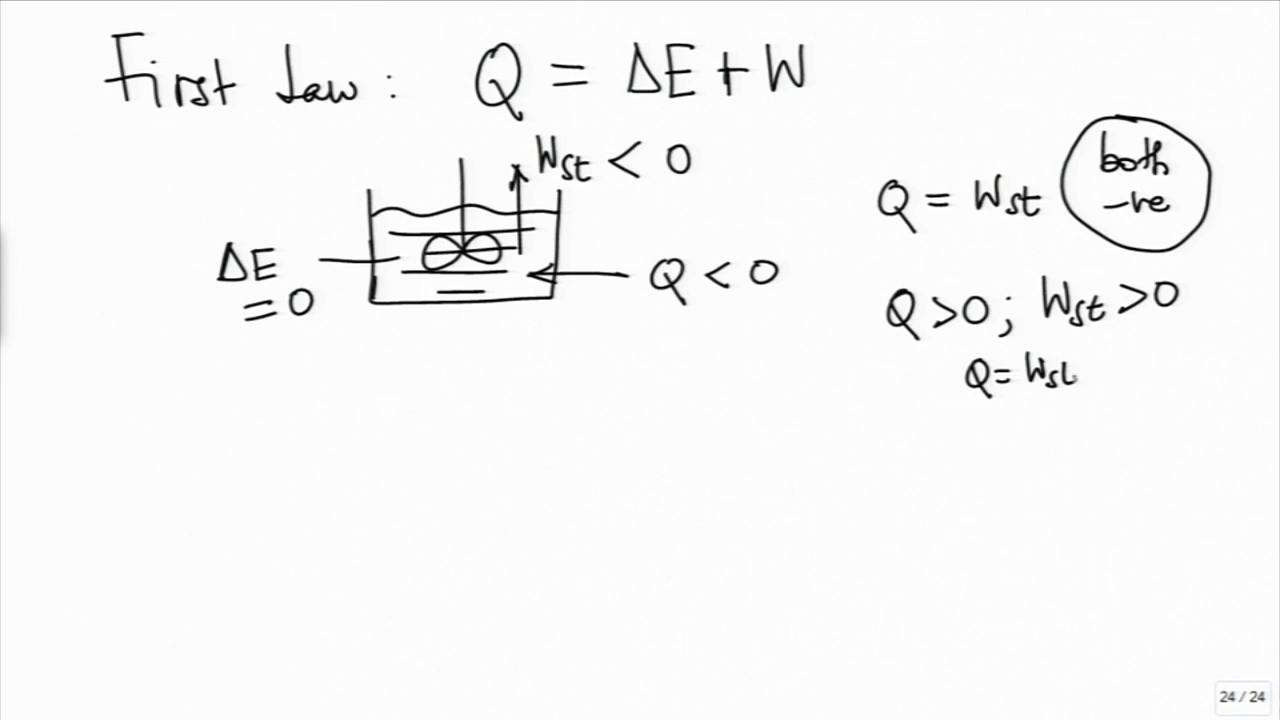 First Law: Q = ΔE + W
W_st < 0
both
-ve
Q = W_st
ΔE
= 0
Q < 0
Q > 0 ; W_st > 0
Q = W_st
24 / 24